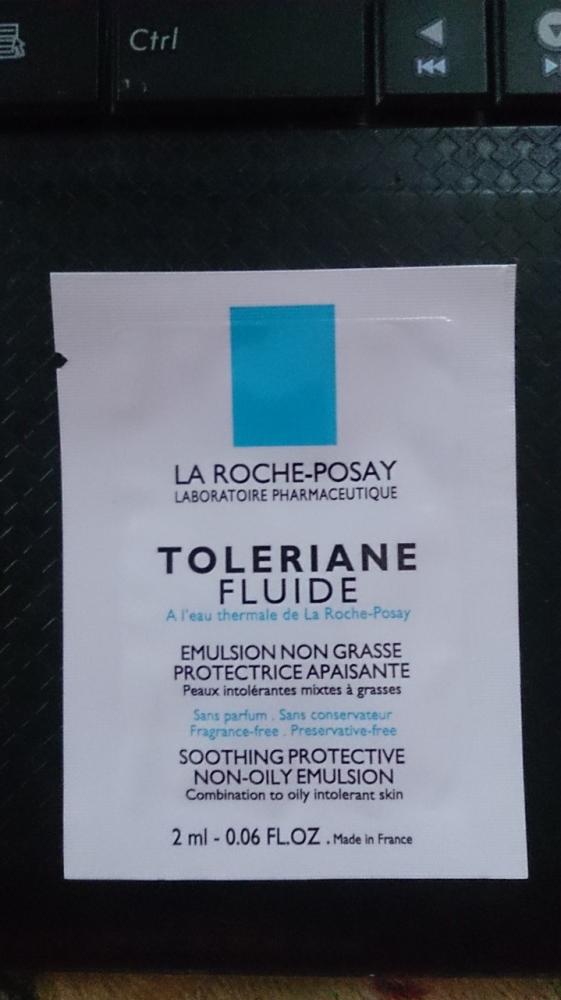 Ctrl
LA ROCHE-POSAY
LABORATOIRE PHARMACEUTIQUE
TOLERIANE
FLUIDE
A l'eau thermale de La Roche-Posay
EMULSION NON GRASSE
PROTECTRICE APAISANTE
Peaux intolérantes mixtes à grasses
Sans parfum . Sans conservateur
Fragrance-free . Preservative-free
SOOTHING PROTECTIVE
NON-OILY EMULSION
Combination to oily intolerant skin
2 ml - 0.06 FL.OZ . Made in France